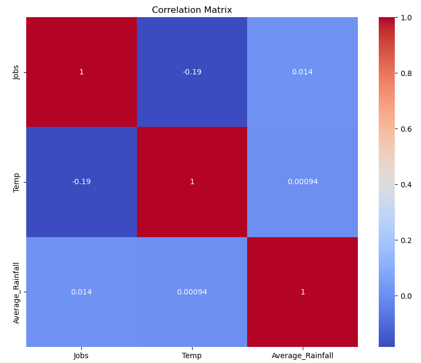 Correlation Matrix
Jobs
1
-0.19
0.014
Temp
-0.19
1
0.00094
Average_Rainfall
0.014
0.00094
1
Jobs
Temp
Average_Rainfall
1.0
0.8
0.6
0.4
0.2
0.0